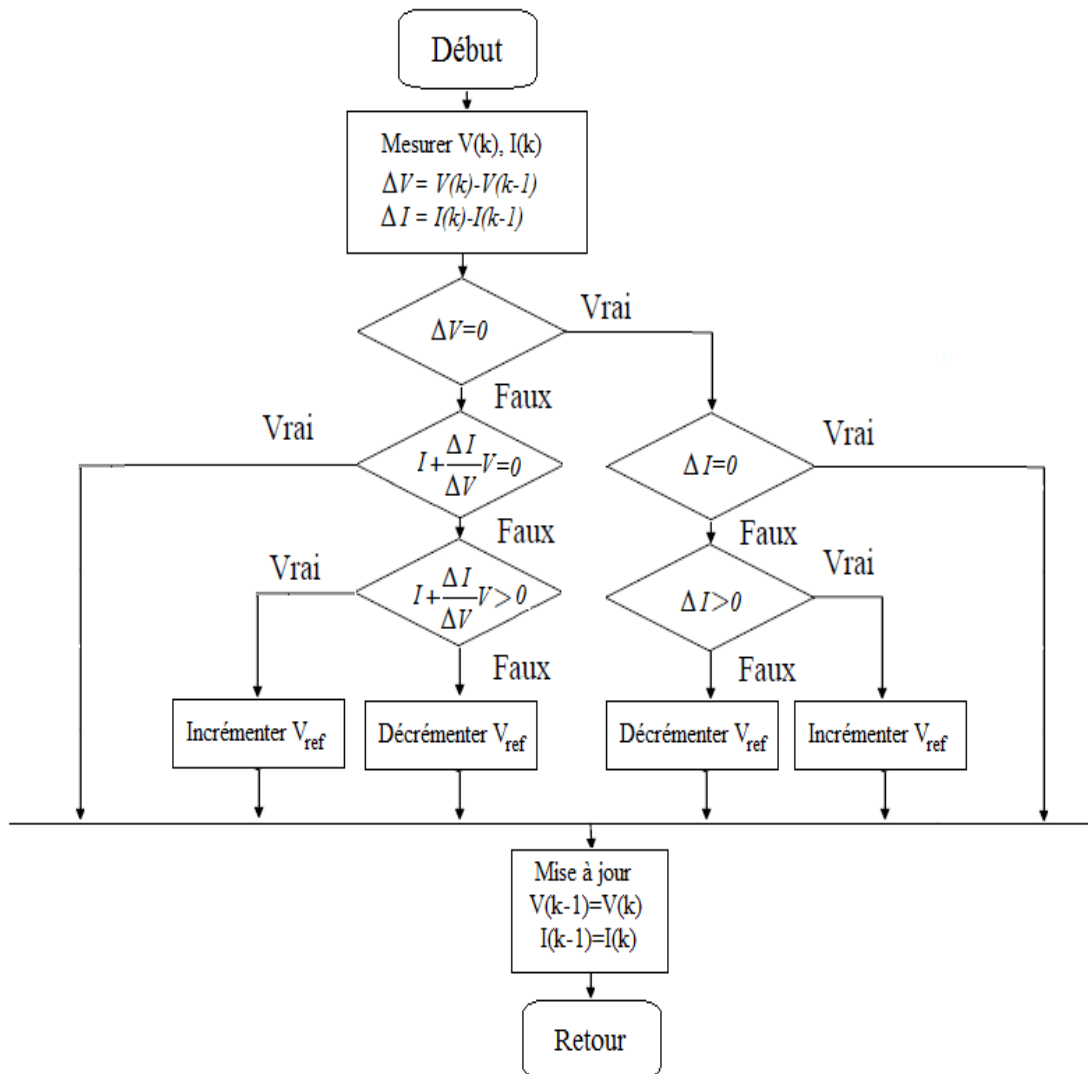 Début
Mesurer V(k), I(k)
ΔV = V(k)-V(k-1)
ΔI = I(k)-I(k-1)
ΔV=0
Vrai
Faux
Vrai
I+ΔI/ΔV V=0
ΔI=0
Vrai
Faux
Faux
Vrai
I+ΔI/ΔV V>0
ΔI>0
Vrai
Faux
Faux
Incrémenter Vref
Décrémenter Vref
Décrémenter Vref
Incrémenter Vref
Mise à jour
V(k-1)=V(k)
I(k-1)=I(k)
Retour